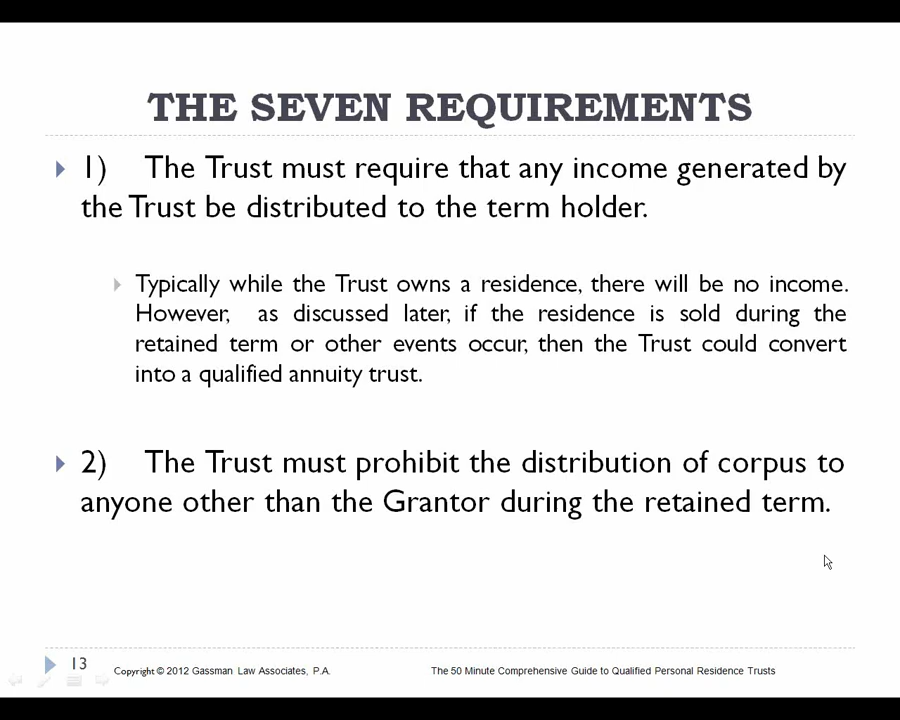 THE SEVEN REQUIREMENTS
1) The Trust must require that any income generated by
the Trust be distributed to the term holder.
Typically while the Trust owns a residence, there will be no income.
However, as discussed later, if the residence is sold during the
retained term or other events occur, then the Trust could convert
into a qualified annuity trust.
2) The Trust must prohibit the distribution of corpus to
anyone other than the Grantor during the retained term.
13 Copyright © 2012 Gassman Law Associates, P.A. The 50 Minute Comprehensive Guide to Qualified Personal Residence Trusts